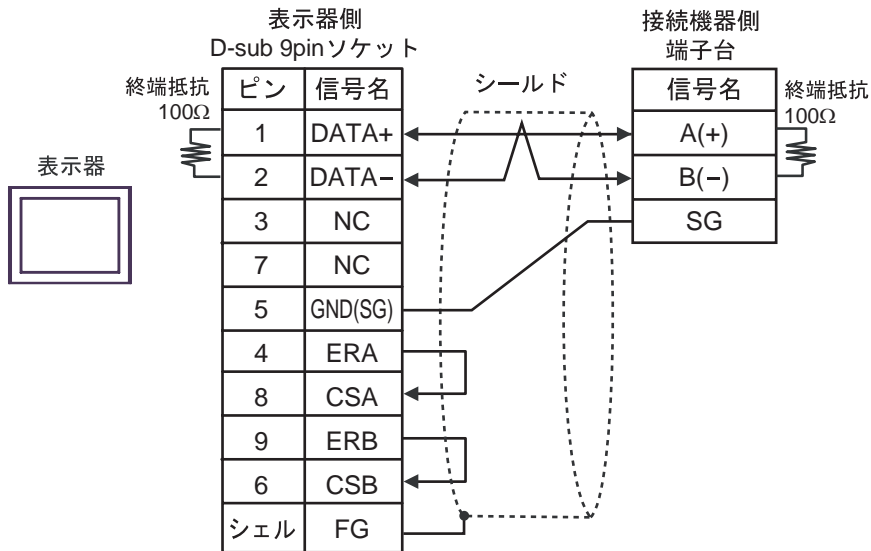 表示器側
D-sub 9pinソケット
接続機器側
端子台
終端抵抗
100Ω
ピン 信号名
シールド
信号名
終端抵抗
100Ω
1 DATA+
A(+)
表示器
2 DATA−
B(−)
3 NC
SG
7 NC
5 GND(SG)
4 ERA
8 CSA
9 ERB
6 CSB
シェル FG